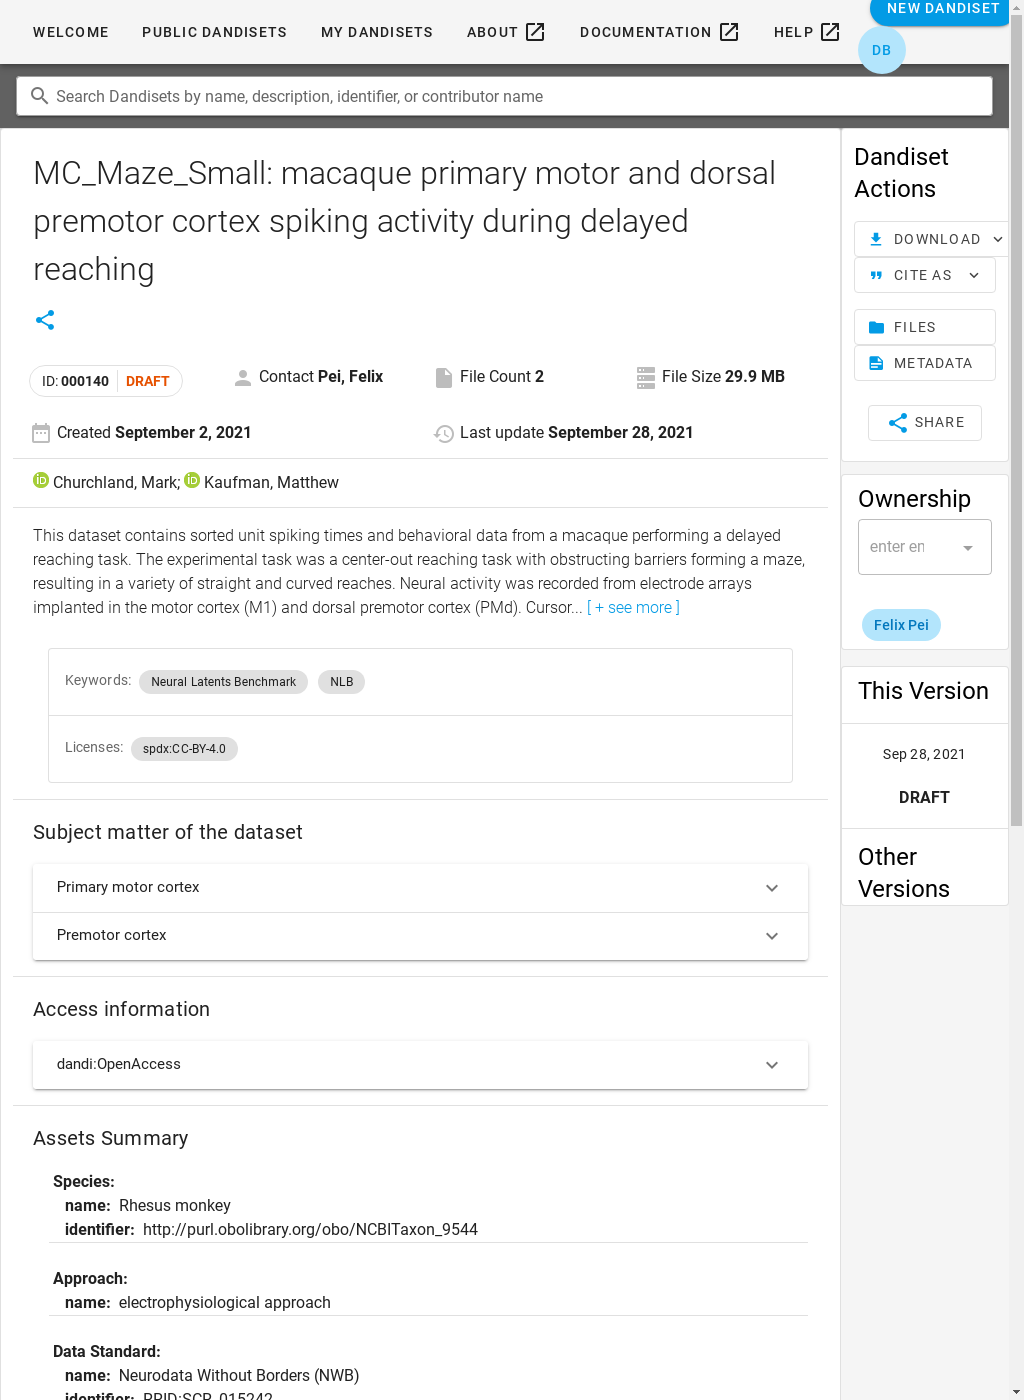 WELCOME PUBLIC DANDISETS MY DANDISETS ABOUT DOCUMENTATION HELP NEW DANDISET
DB
Search Dandisets by name, description, identifier, or contributor name
MC_Maze_Small: macaque primary motor and dorsal
premotor cortex spiking activity during delayed
reaching
ID: 000140 DRAFT Contact Pei, Felix File Count 2 File Size 29.9 MB
Created September 2, 2021 Last update September 28, 2021
iD Churchland, Mark; iD Kaufman, Matthew
This dataset contains sorted unit spiking times and behavioral data from a macaque performing a delayed
reaching task. The experimental task was a center-out reaching task with obstructing barriers forming a maze,
resulting in a variety of straight and curved reaches. Neural activity was recorded from electrode arrays
implanted in the motor cortex (M1) and dorsal premotor cortex (PMd). Cursor... [ + see more ]
Keywords: Neural Latents Benchmark NLB
Licenses: spdx:CC-BY-4.0
Subject matter of the dataset
Primary motor cortex
Premotor cortex
Access information
dandi:OpenAccess
Assets Summary
Species:
name: Rhesus monkey
identifier: http://purl.obolibrary.org/obo/NCBITaxon_9544
Approach:
name: electrophysiological approach
Data Standard:
name: Neurodata Without Borders (NWB)
identifier: RRID:SCR_015242
Dandiset
Actions
DOWNLOAD
CITE AS
FILES
METADATA
SHARE
Ownership
enter en
Felix Pei
This Version
Sep 28, 2021
DRAFT
Other
Versions